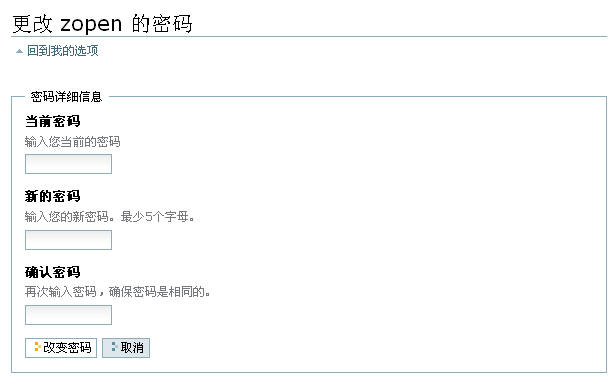 更改 zopen 的密码
回到我的选项
密码详细信息
当前密码
输入您当前的密码
新的密码
输入您的新密码。最少5个字母。
确认密码
再次输入密码，确保密码是相同的。
改变密码 取消